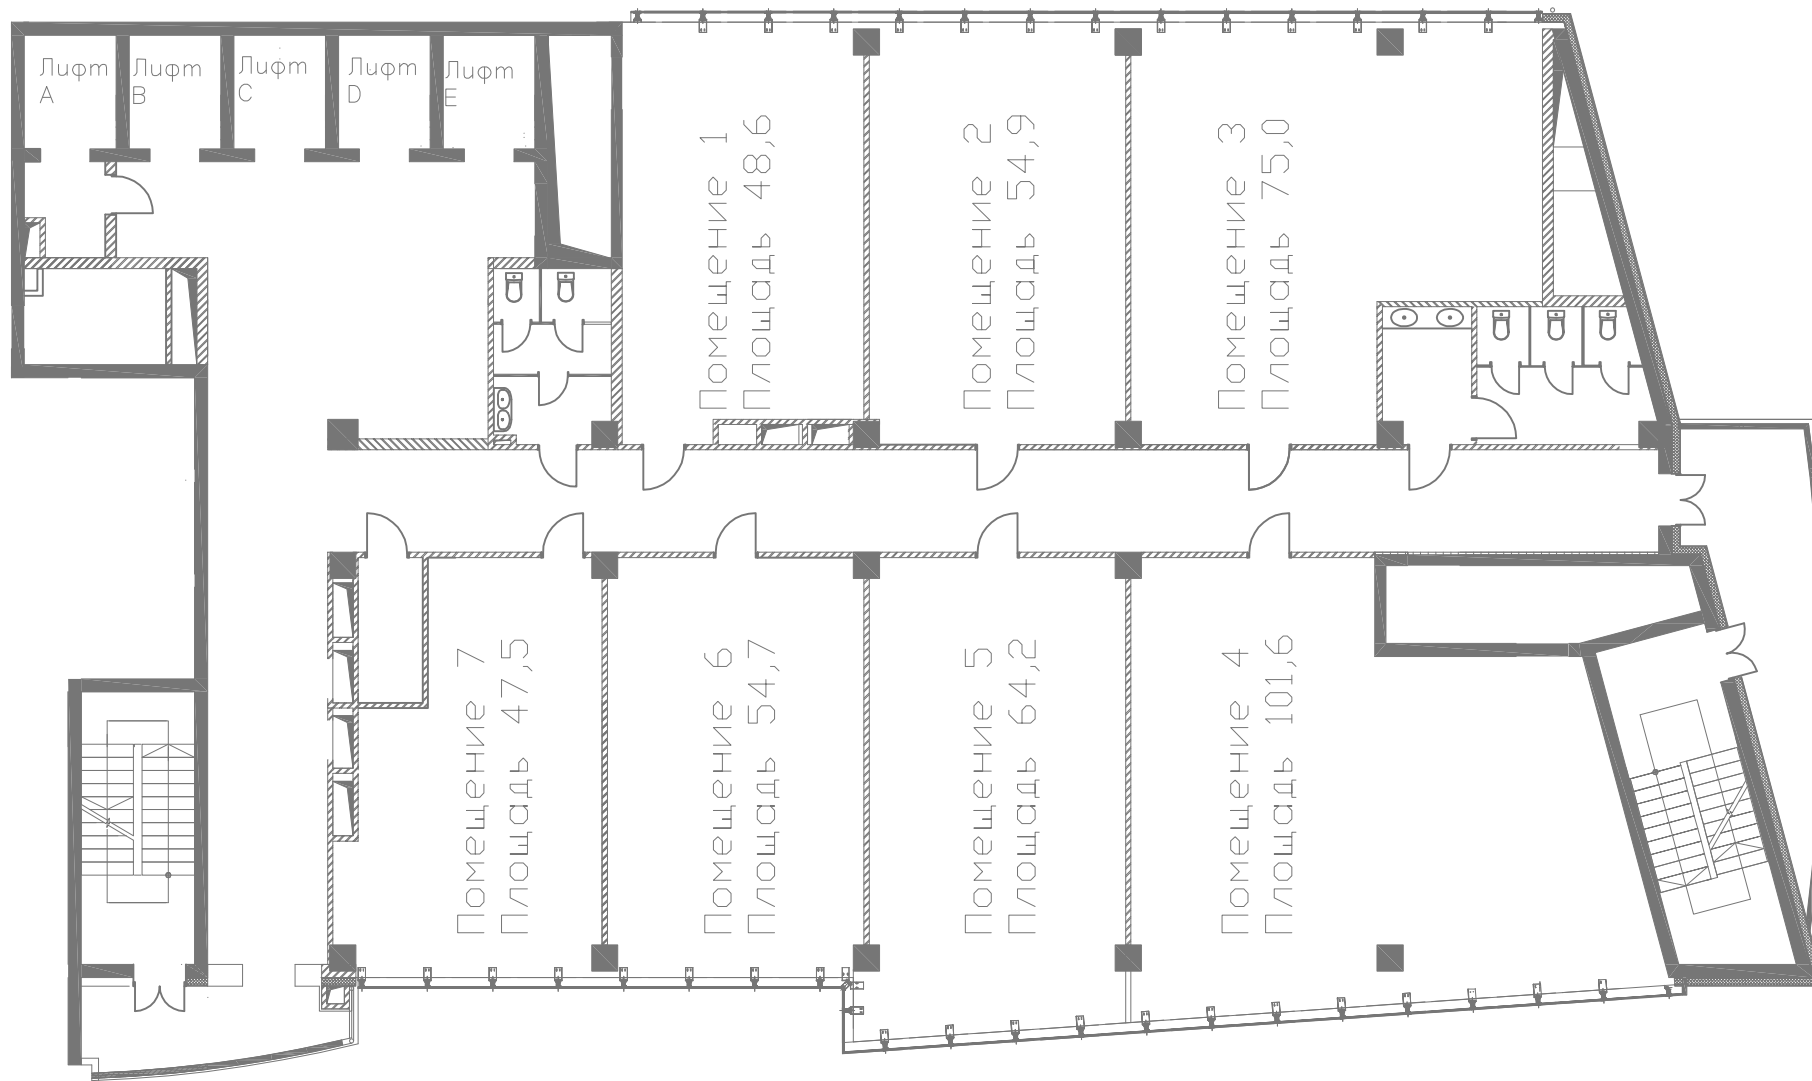 Лифт
A
Лифт
B
Лифт
C
Лифт
D
Лифт
E
Помещение 1
Площадь 48,6
Помещение 2
Площадь 54,9
Помещение 3
Площадь 75,0
Помещение 7
Площадь 47,5
Помещение 6
Площадь 54,7
Помещение 5
Площадь 64,2
Помещение 4
Площадь 101,6